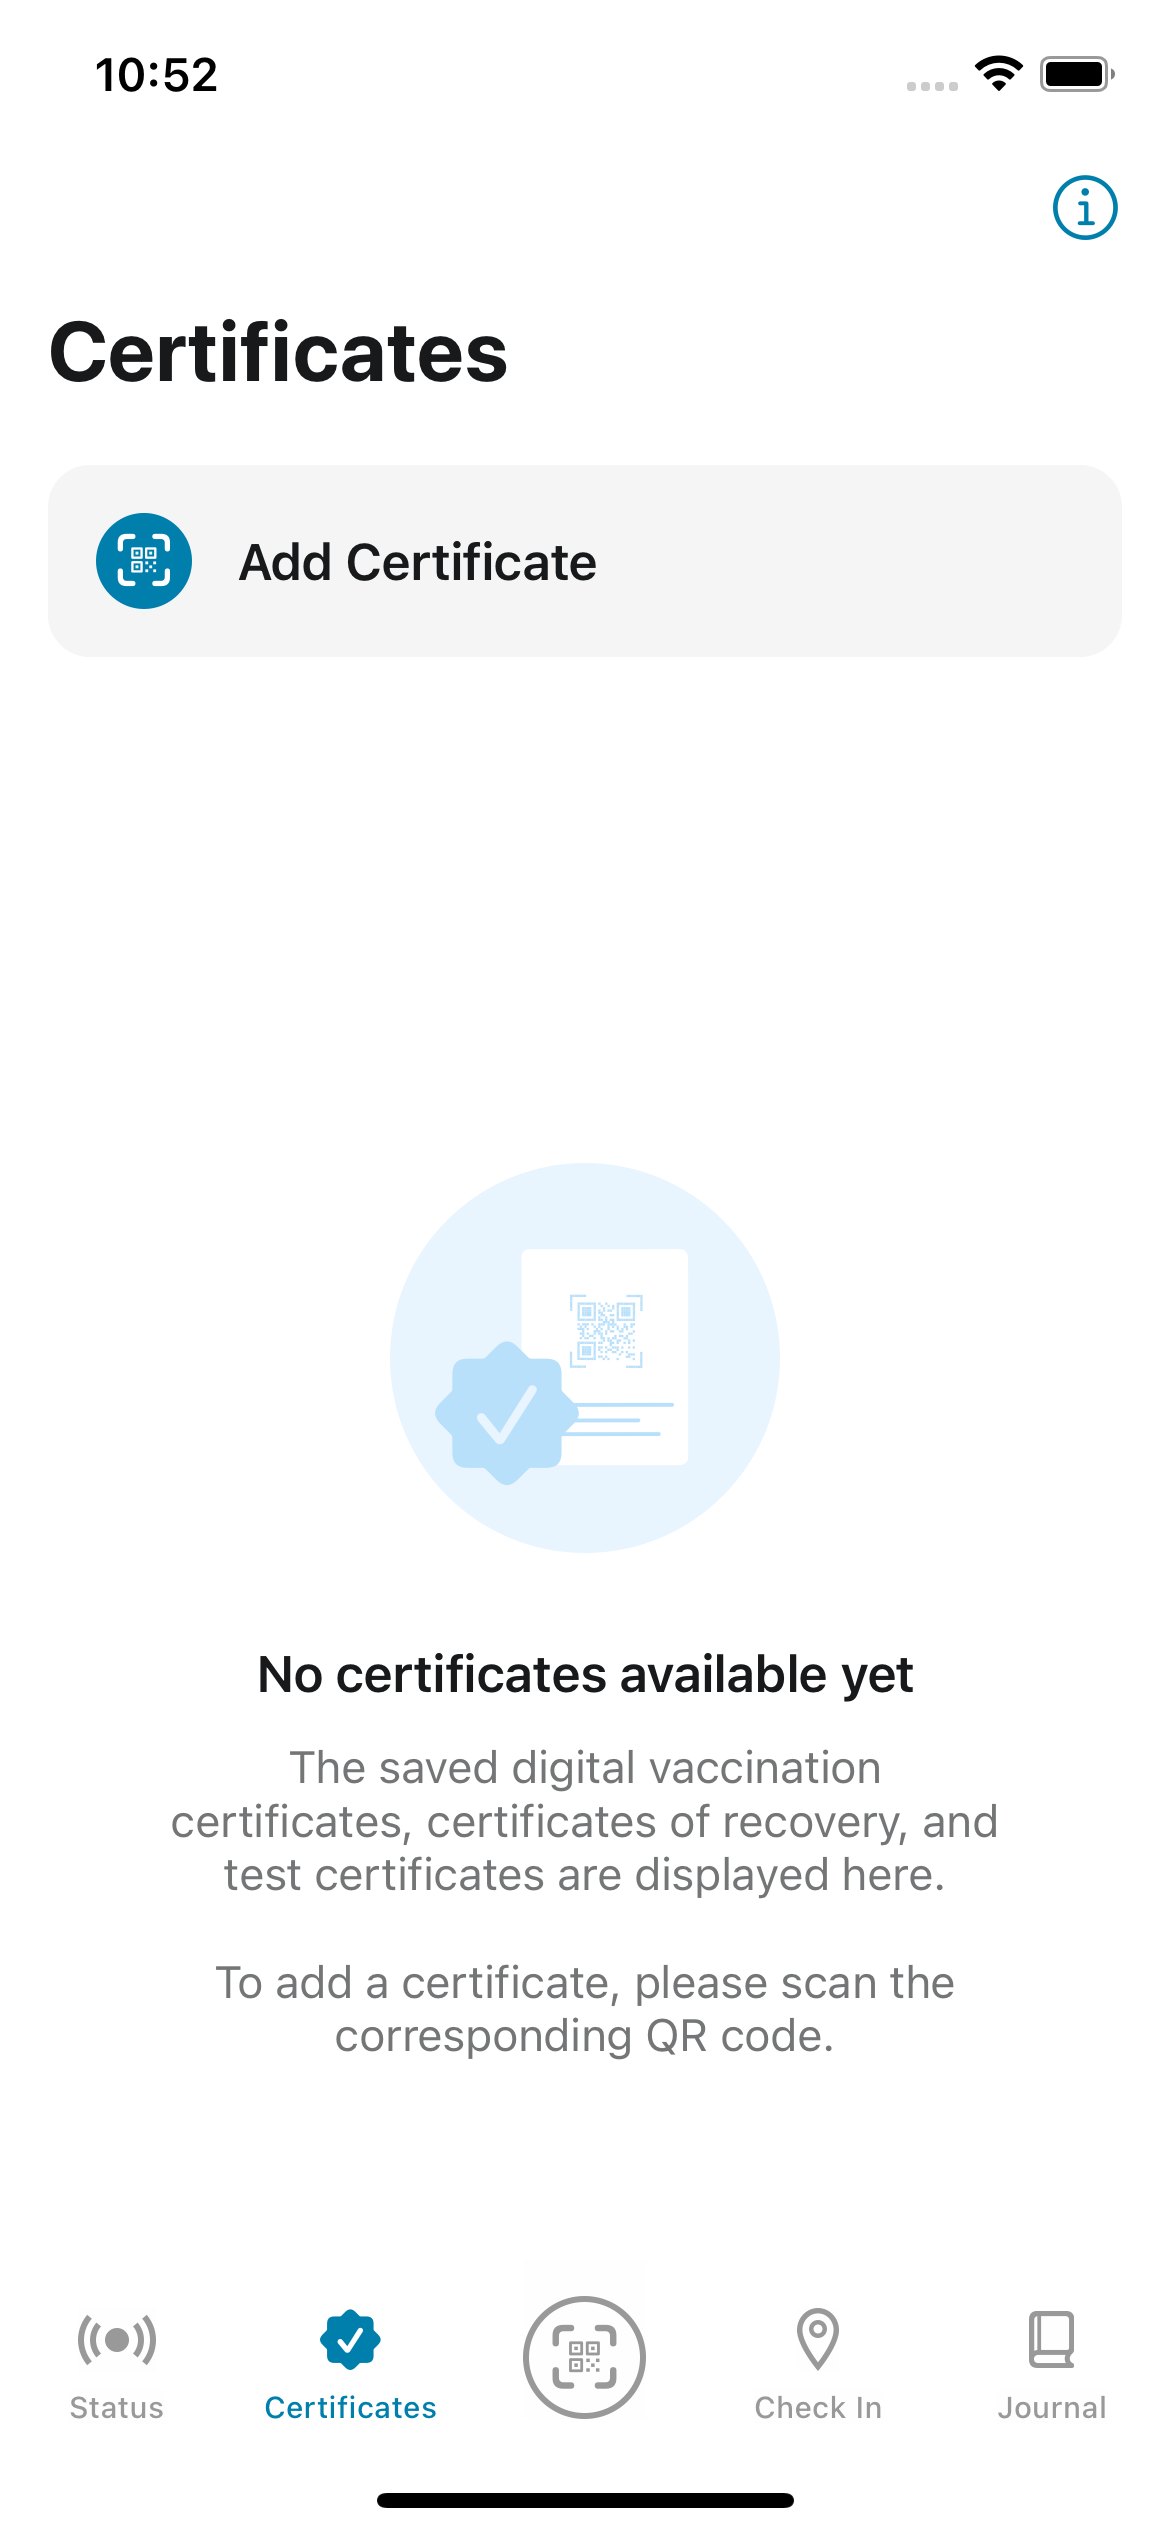 10:52
Certificates
Add Certificate
No certificates available yet
The saved digital vaccination
certificates, certificates of recovery, and
test certificates are displayed here.
To add a certificate, please scan the
corresponding QR code.
Status
Certificates
Check In
Journal